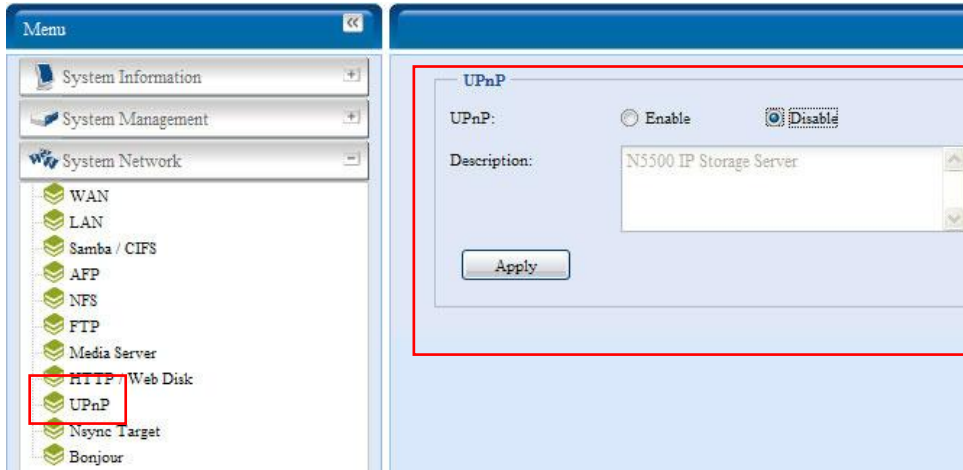 Menu
System Information
System Management
System Network
WAN
LAN
Samba / CIFS
AFP
NFS
FTP
Media Server
HTTP / Web Disk
UPnP
Nsync Target
Bonjour
UPnP
UPnP: Enable Disable
Description: N5500 IP Storage Server
Apply